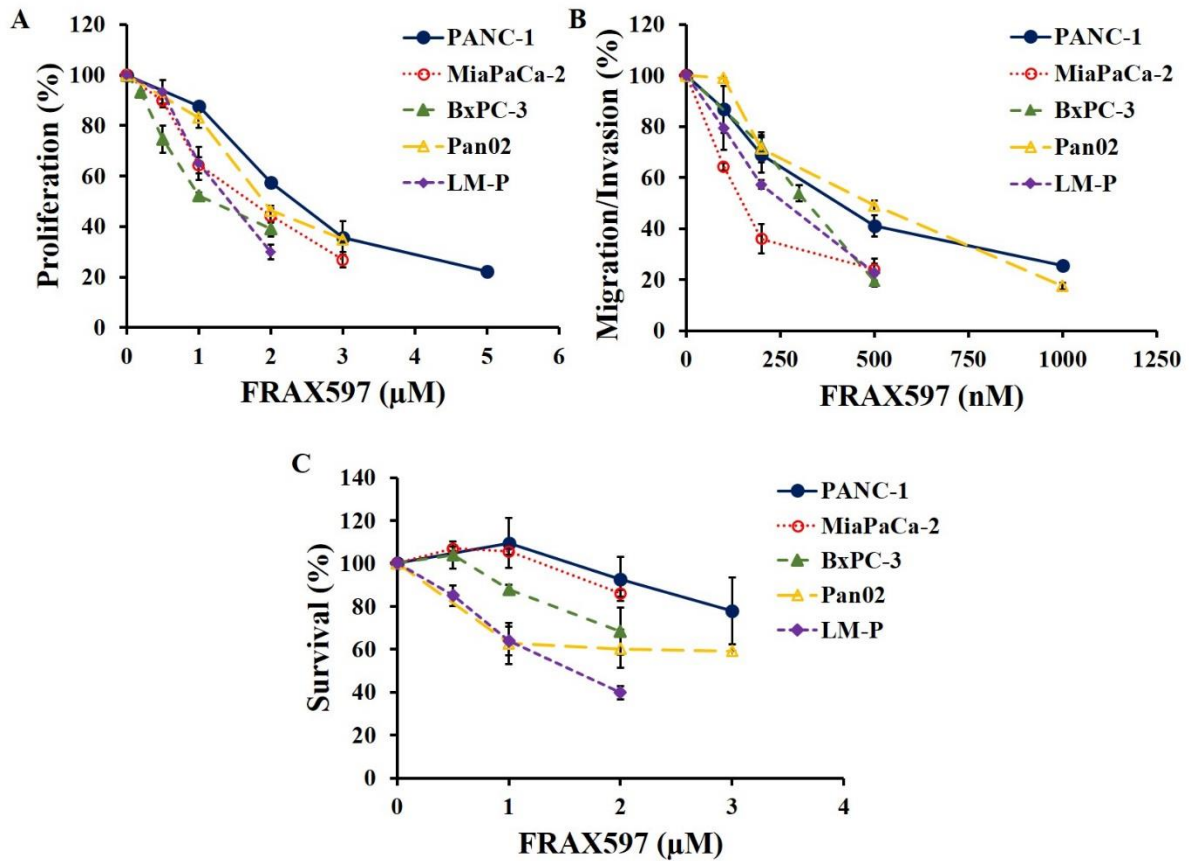 A
Proliferation (%)
120
100
80
60
40
20
0
0 1 2 3 4 5 6
FRAX597 (μM)
PANC-1
MiaPaCa-2
BxPC-3
Pan02
LM-P
B
Migration/Invasion (%)
120
100
80
60
40
20
0
0 250 500 750 1000 1250
FRAX597 (nM)
PANC-1
MiaPaCa-2
BxPC-3
Pan02
LM-P
C
Survival (%)
140
120
100
80
60
40
20
0
0 1 2 3 4
FRAX597 (μM)
PANC-1
MiaPaCa-2
BxPC-3
Pan02
LM-P